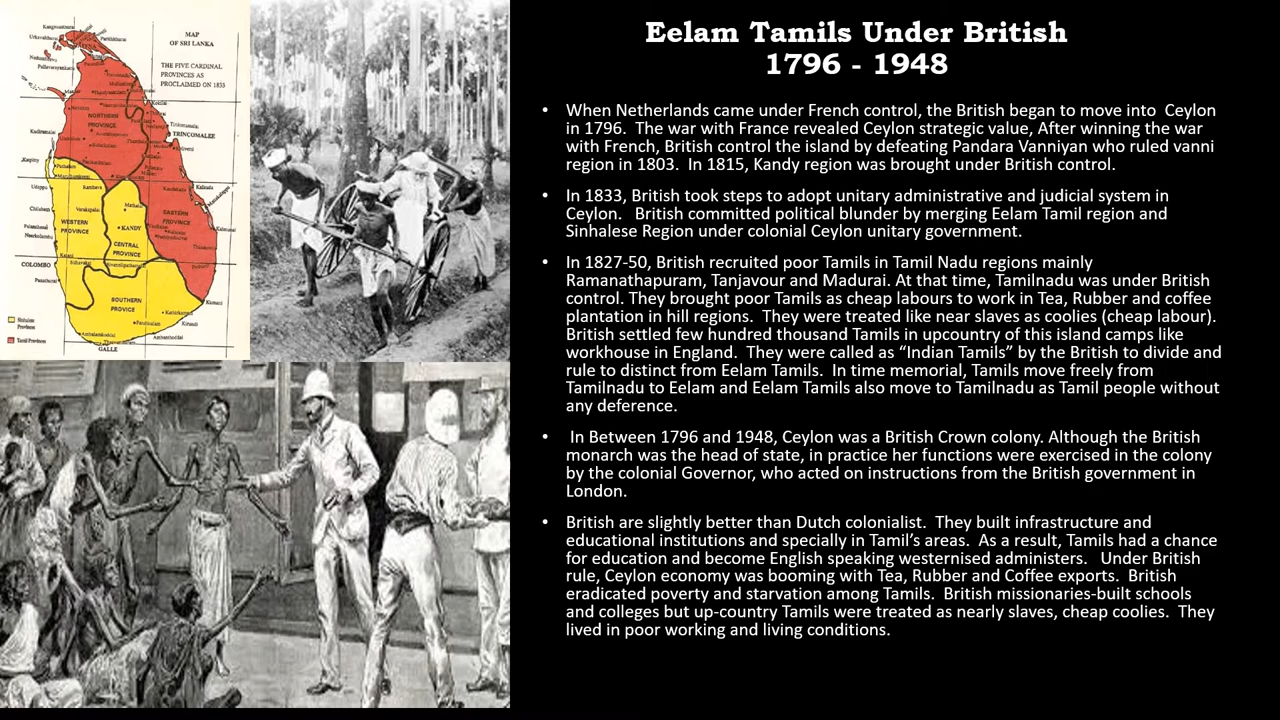 Eelam Tamils Under British
1796 - 1948
MAP
OF SRI LANKA
THE FIVE CARDINAL
PROVINCES AS
PROCLAIMED ON 1835
NORTHERN
PROVINCE
TRINCOMALEE
EASTERN
PROVINCE
WESTERN
PROVINCE
KANDY
CENTRAL
PROVINCE
COLOMBO
SOUTHERN
PROVINCE
GALLE
• When Netherlands came under French control, the British began to move into Ceylon
in 1796. The war with France revealed Ceylon strategic value, After winning the war
with French, British control the island by defeating Pandara Vanniyan who ruled vanni
region in 1803. In 1815, Kady region was brought under British control.
• In 1833, British took steps to adopt unitary administrative and judicial system in
Ceylon. British committed political blunder by merging Eelam Tamil region and
Sinhalese Region under colonial Ceylon unitary government.
• In 1827-50, British recruited poor Tamils in Tamil Nadu regions mainly
Ramanathapuram, Tanjavour and Madurai. At that time, Tamilnadu was under British
control. They brought poor Tamils as cheap labours to work in Tea, Rubber and coffee
plantation in hill regions. They were treated like near slaves as coolies (cheap labour).
British settled few hundred thousand Tamils in upcountry of this island camps like
workhouse in England. They were called as “Indian Tamils” by the British to divide and
rule to distinct from Eelam Tamils. In time memorial, Tamils move freely from
Tamilnadu to Eelam and Eelam Tamils also move to Tamilnadu as Tamil people without
any deference.
• In Between 1796 and 1948, Ceylon was a British Crown colony. Although the British
monarch was the head of state, in practice her functions were exercised in the colony
by the colonial Governor, who acted on instructions from the British government in
London.
• British are slightly better than Dutch colonialist. They built infrastructure and
educational institutions and specially in Tamil’s areas. As a result, Tamils had a chance
for education and become English speaking westernised administers. Under British
rule, Ceylon economy was booming with Tea, Rubber and Coffee exports. British
eradicated poverty and starvation among Tamils. British missionaries-built schools
and colleges but up-country Tamils were treated as nearly slaves, cheap coolies. They
lived in poor working and living conditions.